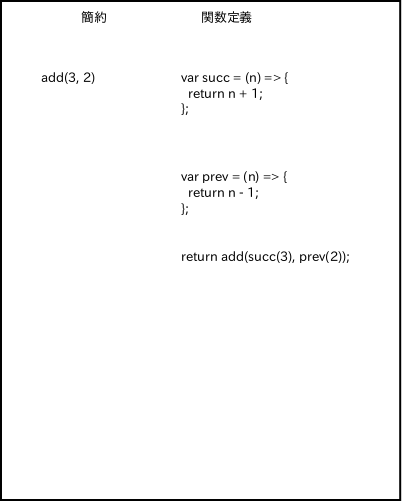 簡約 関数定義
add(3, 2) var succ = (n) => {
return n + 1;
};
var prev = (n) => {
return n - 1;
};
return add(succ(3), prev(2));